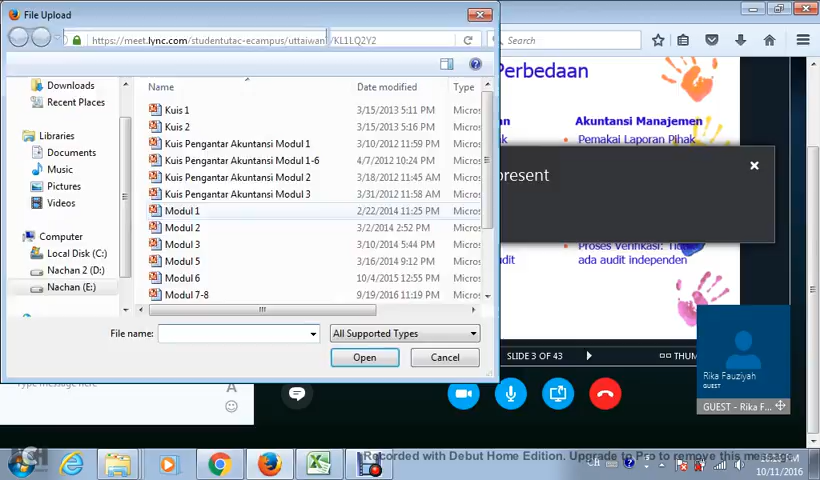 File Upload
https://meet.lync.com/studentutac-ecampus/uttaiwan/KL1LQ2Y2
Search
Name
Date modified
Type
Downloads
Recent Places
Libraries
Documents
Music
Pictures
Videos
Computer
Local Disk (C:)
Nachan 2 (D:)
Nachan (E:)
Kuis 1 3/15/2013 5:11 PM Micros
Kuis 2 3/15/2013 5:16 PM Micros
Kuis Pengantar Akuntansi Modul 1 3/10/2012 11:59 PM Micros
Kuis Pengantar Akuntansi Modul 1-6 4/7/2012 10:24 PM Micros
Kuis Pengantar Akuntansi Modul 2 3/18/2012 11:45 AM Micros
Kuis Pengantar Akuntansi Modul 3 3/31/2012 11:58 AM Micros
Modul 1 2/22/2014 11:25 PM Micros
Modul 2 3/2/2014 2:52 PM Micros
Modul 3 3/10/2014 5:44 PM Micros
Modul 5 3/16/2014 9:12 PM Micros
Modul 6 10/4/2015 12:55 PM Micros
Modul 7-8 9/19/2016 11:19 PM Micros
File name:
All Supported Types
Open
Cancel
Perbedaan
Akuntansi Manajemen
Pemakai Laporan Pihak
present
Proses Verifikasi: Tidak
ada audit independen
SLIDE 3 OF 43
THUM
Rika Fauziyah
GUEST
GUEST - Rika F...
Type message here
A
Recorded with Debut Home Edition. Upgrade to Pro to remove this message.
CH
10/11/2016